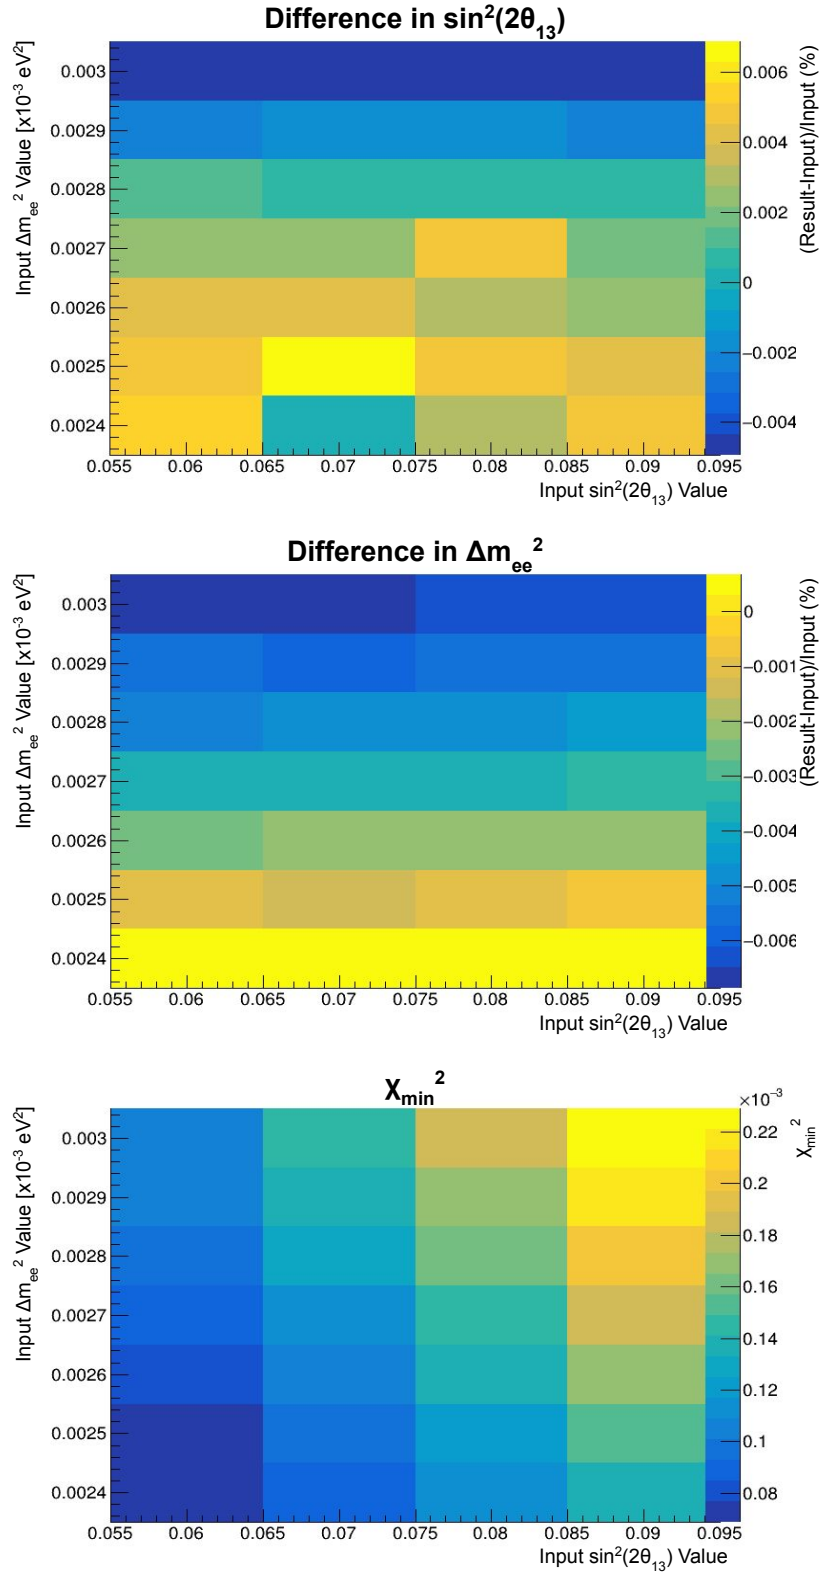 Difference in sin²(2θ₁₃)
Input Δmₑₑ² Value [x10⁻³ eV²]
0.003
0.0029
0.0028
0.0027
0.0026
0.0025
0.0024
0.055 0.06 0.065 0.07 0.075 0.08 0.085 0.09 0.095
Input sin²(2θ₁₃) Value
0.006
0.004
0.002
0
−0.002
−0.004
(Result-Input)/Input (%)
Difference in Δmₑₑ²
Input Δmₑₑ² Value [x10⁻³ eV²]
0.003
0.0029
0.0028
0.0027
0.0026
0.0025
0.0024
0.055 0.06 0.065 0.07 0.075 0.08 0.085 0.09 0.095
Input sin²(2θ₁₃) Value
0
−0.001
−0.002
−0.003
−0.004
−0.005
−0.006
(Result-Input)/Input (%)
Χmin²
Input Δmₑₑ² Value [x10⁻³ eV²]
0.003
0.0029
0.0028
0.0027
0.0026
0.0025
0.0024
0.055 0.06 0.065 0.07 0.075 0.08 0.085 0.09 0.095
Input sin²(2θ₁₃) Value
×10⁻³
0.22
0.2
0.18
0.16
0.14
0.12
0.1
0.08
χmin²